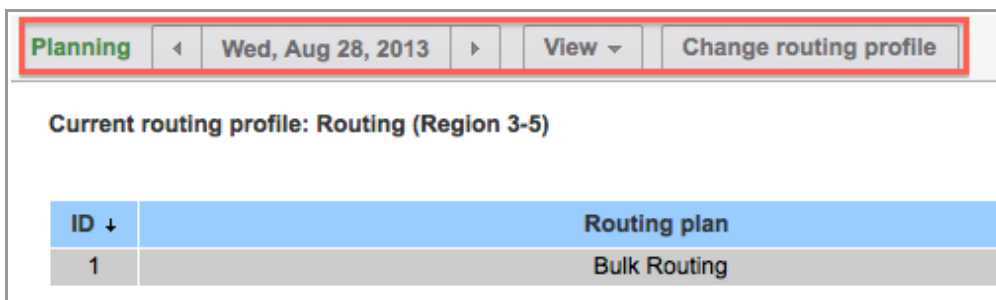 Planning Wed, Aug 28, 2013 View Change routing profile
Current routing profile: Routing (Region 3-5)
ID Routing plan
1 Bulk Routing